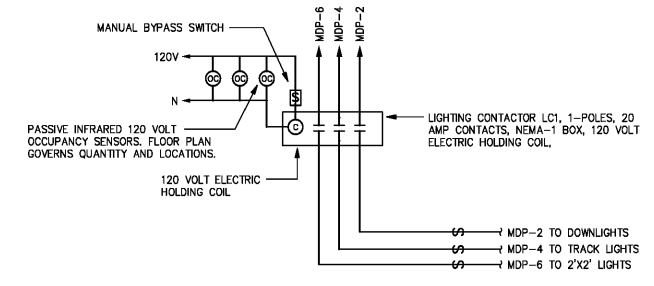 MDP-6
MDP-4
MDP-2
MANUAL BYPASS SWITCH
120V
OC OC OC
S
N
C
LIGHTING CONTACTOR LC1, 1-POLES, 20
AMP CONTACTS, NEMA-1 BOX, 120 VOLT
ELECTRIC HOLDING COIL,
PASSIVE INFRARED 120 VOLT
OCCUPANCY SENSORS. FLOOR PLAN
GOVERNS QUANTITY AND LOCATIONS.
120 VOLT ELECTRIC
HOLDING COIL
MDP-2 TO DOWNLIGHTS
MDP-4 TO TRACK LIGHTS
MDP-6 TO 2'X2' LIGHTS